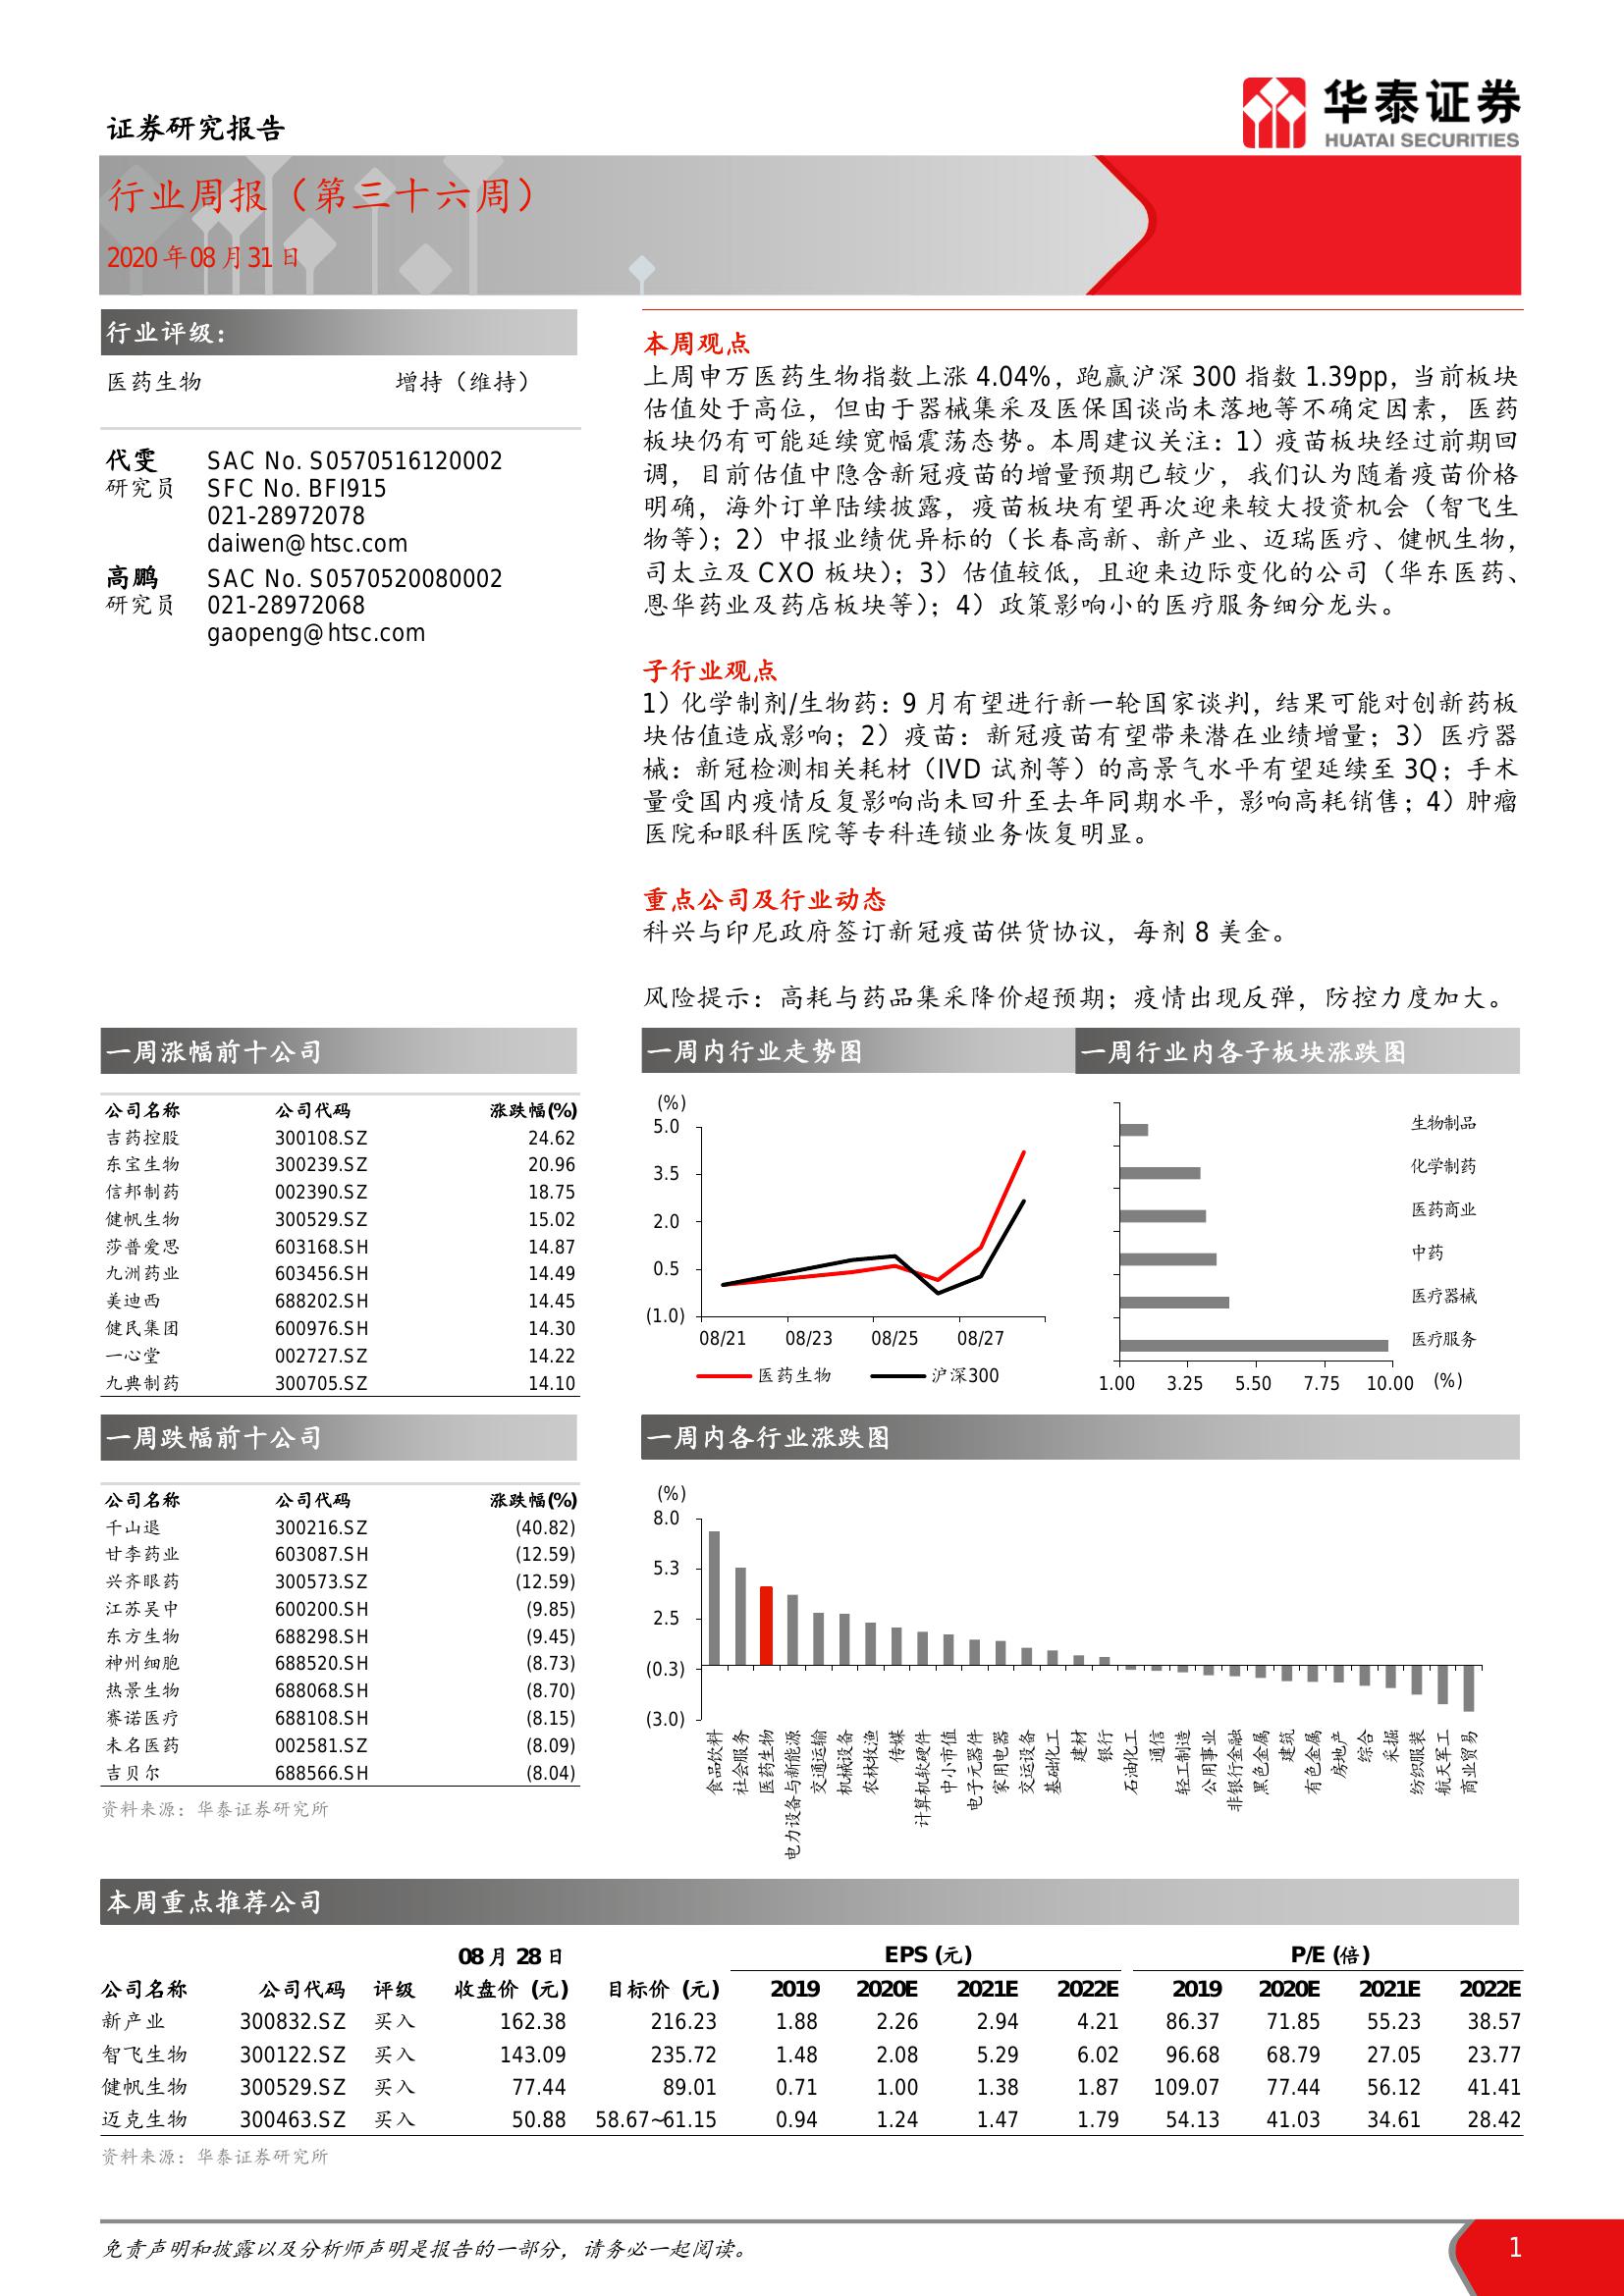 证券研究报告
华泰证券
HUATAI SECURITIES
行业周报（第三十六周）
2020年08月31日
行业评级：
医药生物 增持（维持）
代雯 SAC No. S0570516120002
研究员 SFC No. BFI915
021-28972078
daiwen@htsc.com
高鹏 SAC No. S0570520080002
研究员 021-28972068
gaopeng@htsc.com
本周观点
上周申万医药生物指数上涨 4.04%，跑赢沪深 300 指数 1.39pp，当前板块
估值处于高位，但由于器械集采及医保国谈尚未落地等不确定因素，医药
板块仍有可能延续宽幅震荡态势。本周建议关注：1）疫苗板块经过前期回
调，目前估值中隐含新冠疫苗的增量预期已较少，我们认为随着疫苗价格
明确，海外订单陆续披露，疫苗板块有望再次迎来较大投资机会（智飞生
物等）；2）中报业绩优异标的（长春高新、新产业、迈瑞医疗、健帆生物，
司太立及 CXO 板块）；3）估值较低，且迎来边际变化的公司（华东医药、
恩华药业及药店板块等）；4）政策影响小的医疗服务细分龙头。
子行业观点
1）化学制剂/生物药：9 月有望进行新一轮国家谈判，结果可能对创新药板
块估值造成影响；2）疫苗：新冠疫苗有望带来潜在业绩增量；3）医疗器
械：新冠检测相关耗材（IVD 试剂等）的高景气水平有望延续至 3Q；手术
量受国内疫情反复影响尚未回升至去年同期水平，影响高耗销售；4）肿瘤
医院和眼科医院等专科连锁业务恢复明显。
重点公司及行业动态
科兴与印尼政府签订新冠疫苗供货协议，每剂 8 美金。
风险提示：高耗与药品集采降价超预期；疫情出现反弹，防控力度加大。
一周涨幅前十公司
公司名称 公司代码 涨跌幅(%)
吉药控股 300108.SZ 24.62
东宝生物 300239.SZ 20.96
信邦制药 002390.SZ 18.75
健帆生物 300529.SZ 15.02
莎普爱思 603168.SH 14.87
九洲药业 603456.SH 14.49
美迪西 688202.SH 14.45
健民集团 600976.SH 14.30
一心堂 002727.SZ 14.22
九典制药 300705.SZ 14.10
一周内行业走势图
(%)
5.0
3.5
2.0
0.5
(1.0)
08/21 08/23 08/25 08/27
医药生物 沪深300
一周行业内各子板块涨跌图
生物制品
化学制药
医药商业
中药
医疗器械
医疗服务
1.00 3.25 5.50 7.75 10.00 (%)
一周跌幅前十公司
公司名称 公司代码 涨跌幅(%)
千山退 300216.SZ (40.82)
甘李药业 603087.SH (12.59)
兴齐眼药 300573.SZ (12.59)
江苏吴中 600200.SH (9.85)
东方生物 688298.SH (9.45)
神州细胞 688520.SH (8.73)
热景生物 688068.SH (8.70)
赛诺医疗 688108.SH (8.15)
未名医药 002581.SZ (8.09)
吉贝尔 688566.SH (8.04)
资料来源：华泰证券研究所
一周内各行业涨跌图
(%)
8.0
5.3
2.5
(0.3)
(3.0)
食品饮料
社会服务
医药生物
电力设备与新能源
交通运输
机械设备
农林牧渔
传媒
计算机软硬件
中小市值
电子元器件
家用电器
交运设备
基础化工
建材
银行
石油化工
通信
轻工制造
公用事业
非银行金融
黑色金属
建筑
有色金属
房地产
综合
采掘
纺织服装
航天军工
商业贸易
本周重点推荐公司
08月 28日 EPS (元) P/E (倍)
公司名称 公司代码 评级 收盘价 (元) 目标价 (元) 2019 2020E 2021E 2022E 2019 2020E 2021E 2022E
新产业 300832.SZ 买入 162.38 216.23 1.88 2.26 2.94 4.21 86.37 71.85 55.23 38.57
智飞生物 300122.SZ 买入 143.09 235.72 1.48 2.08 5.29 6.02 96.68 68.79 27.05 23.77
健帆生物 300529.SZ 买入 77.44 89.01 0.71 1.00 1.38 1.87 109.07 77.44 56.12 41.41
迈克生物 300463.SZ 买入 50.88 58.67~61.15 0.94 1.24 1.47 1.79 54.13 41.03 34.61 28.42
资料来源：华泰证券研究所
免责声明和披露以及分析师声明是报告的一部分，请务必一起阅读。
1